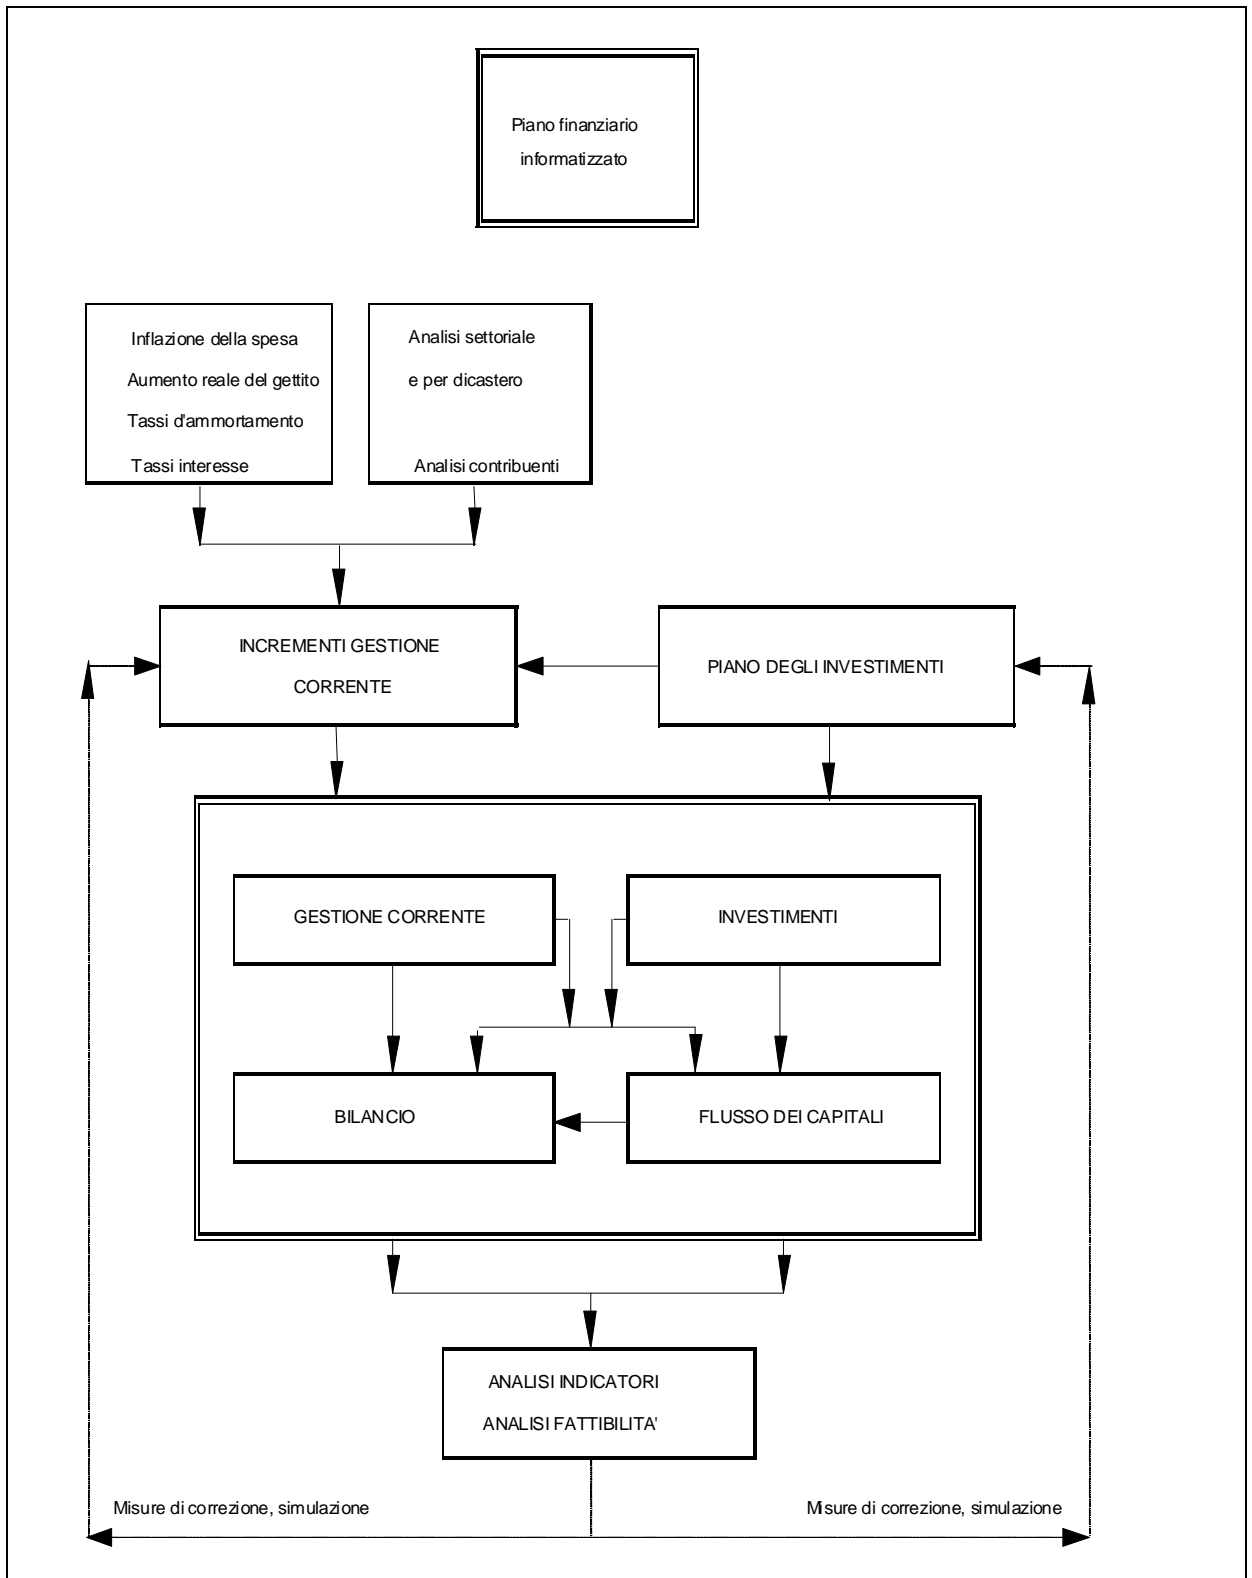 Piano finanziario
informatizzato
Inflazione della spesa
Aumento reale del gettito
Tassi d'ammortamento
Tassi interesse
Analisi settoriale
e per dicastero
Analisi contribuenti
INCREMENTI GESTIONE
CORRENTE
PIANO DEGLI INVESTIMENTI
GESTIONE CORRENTE
INVESTIMENTI
BILANCIO
FLUSSO DEI CAPITALI
ANALISI INDICATORI
ANALISI FATTIBILITA'
Misure di correzione, simulazione
Misure di correzione, simulazione